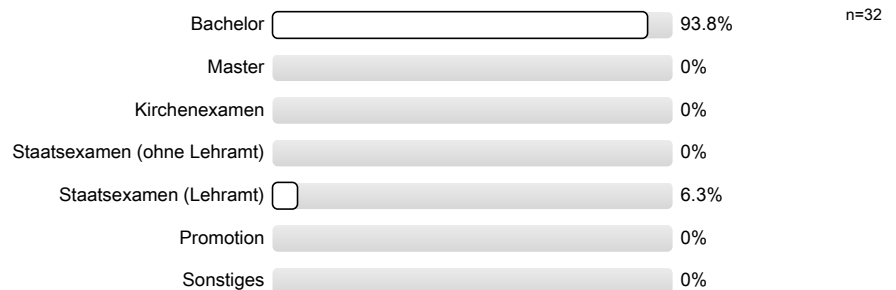 Bachelor 93.8% n=32
Master 0%
Kirchenexamen 0%
Staatsexamen (ohne Lehramt) 0%
Staatsexamen (Lehramt) 6.3%
Promotion 0%
Sonstiges 0%